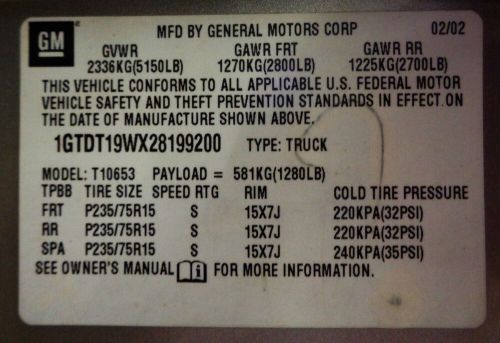 GM
MFD BY GENERAL MOTORS CORP 02/02
GVWR GAWR FRT GAWR RR
2336KG(5150LB) 1270KG(2800LB) 1225KG(2700LB)
THIS VEHICLE CONFORMS TO ALL APPLICABLE U.S. FEDERAL MOTOR
VEHICLE SAFETY AND THEFT PREVENTION STANDARDS IN EFFECT ON
THE DATE OF MANUFACTURE SHOWN ABOVE.
1GTDT19WX28199200 TYPE: TRUCK
MODEL: T10653 PAYLOAD = 581KG(1280LB)
TPBB TIRE SIZE SPEED RTG RIM COLD TIRE PRESSURE
FRT P235/75R15 S 15X7J 220KPA(32PSI)
RR P235/75R15 S 15X7J 220KPA(32PSI)
SPA P235/75R15 S 15X7J 240KPA(35PSI)
SEE OWNER'S MANUAL i FOR MORE INFORMATION.